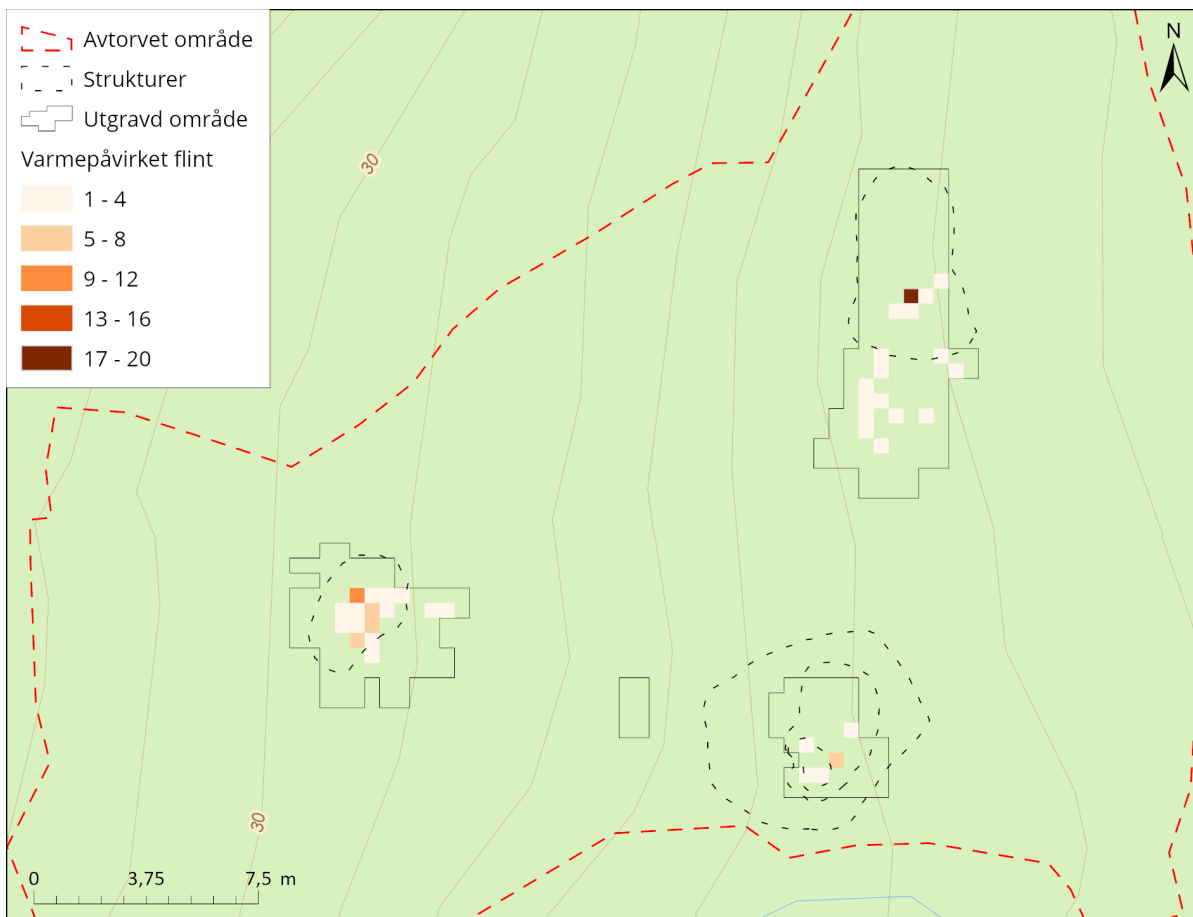 Avtorvet område
Strukturer
Utgravd område
Varmepåvirket flint
1 - 4
5 - 8
9 - 12
13 - 16
17 - 20
N
30
30
0 3,75 7,5 m